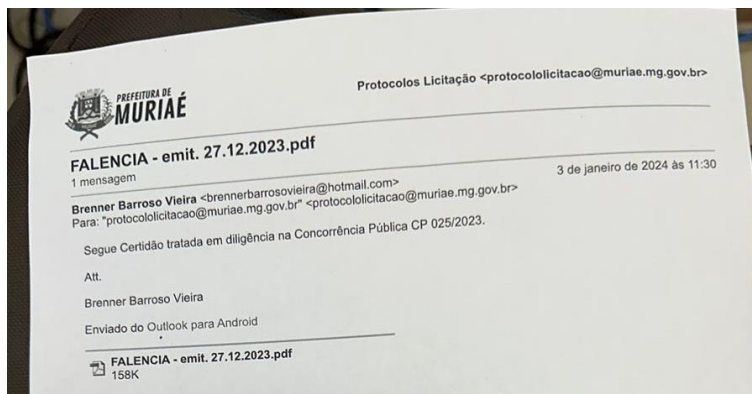 PREFEITURA DE
MURIAÉ
Protocolos Licitação <protocololicitacao@muriae.mg.gov.br>
FALENCIA - emit. 27.12.2023.pdf
1 mensagem
Brenner Barroso Vieira <brennerbarrosovieira@hotmail.com>
3 de janeiro de 2024 às 11:30
Para: "protocololicitacao@muriae.mg.gov.br" <protocololicitacao@muriae.mg.gov.br>
Segue Certidão tratada em diligência na Concorrência Pública CP 025/2023.
Att.
Brenner Barroso Vieira
Enviado do Outlook para Android
FALENCIA - emit. 27.12.2023.pdf
158K